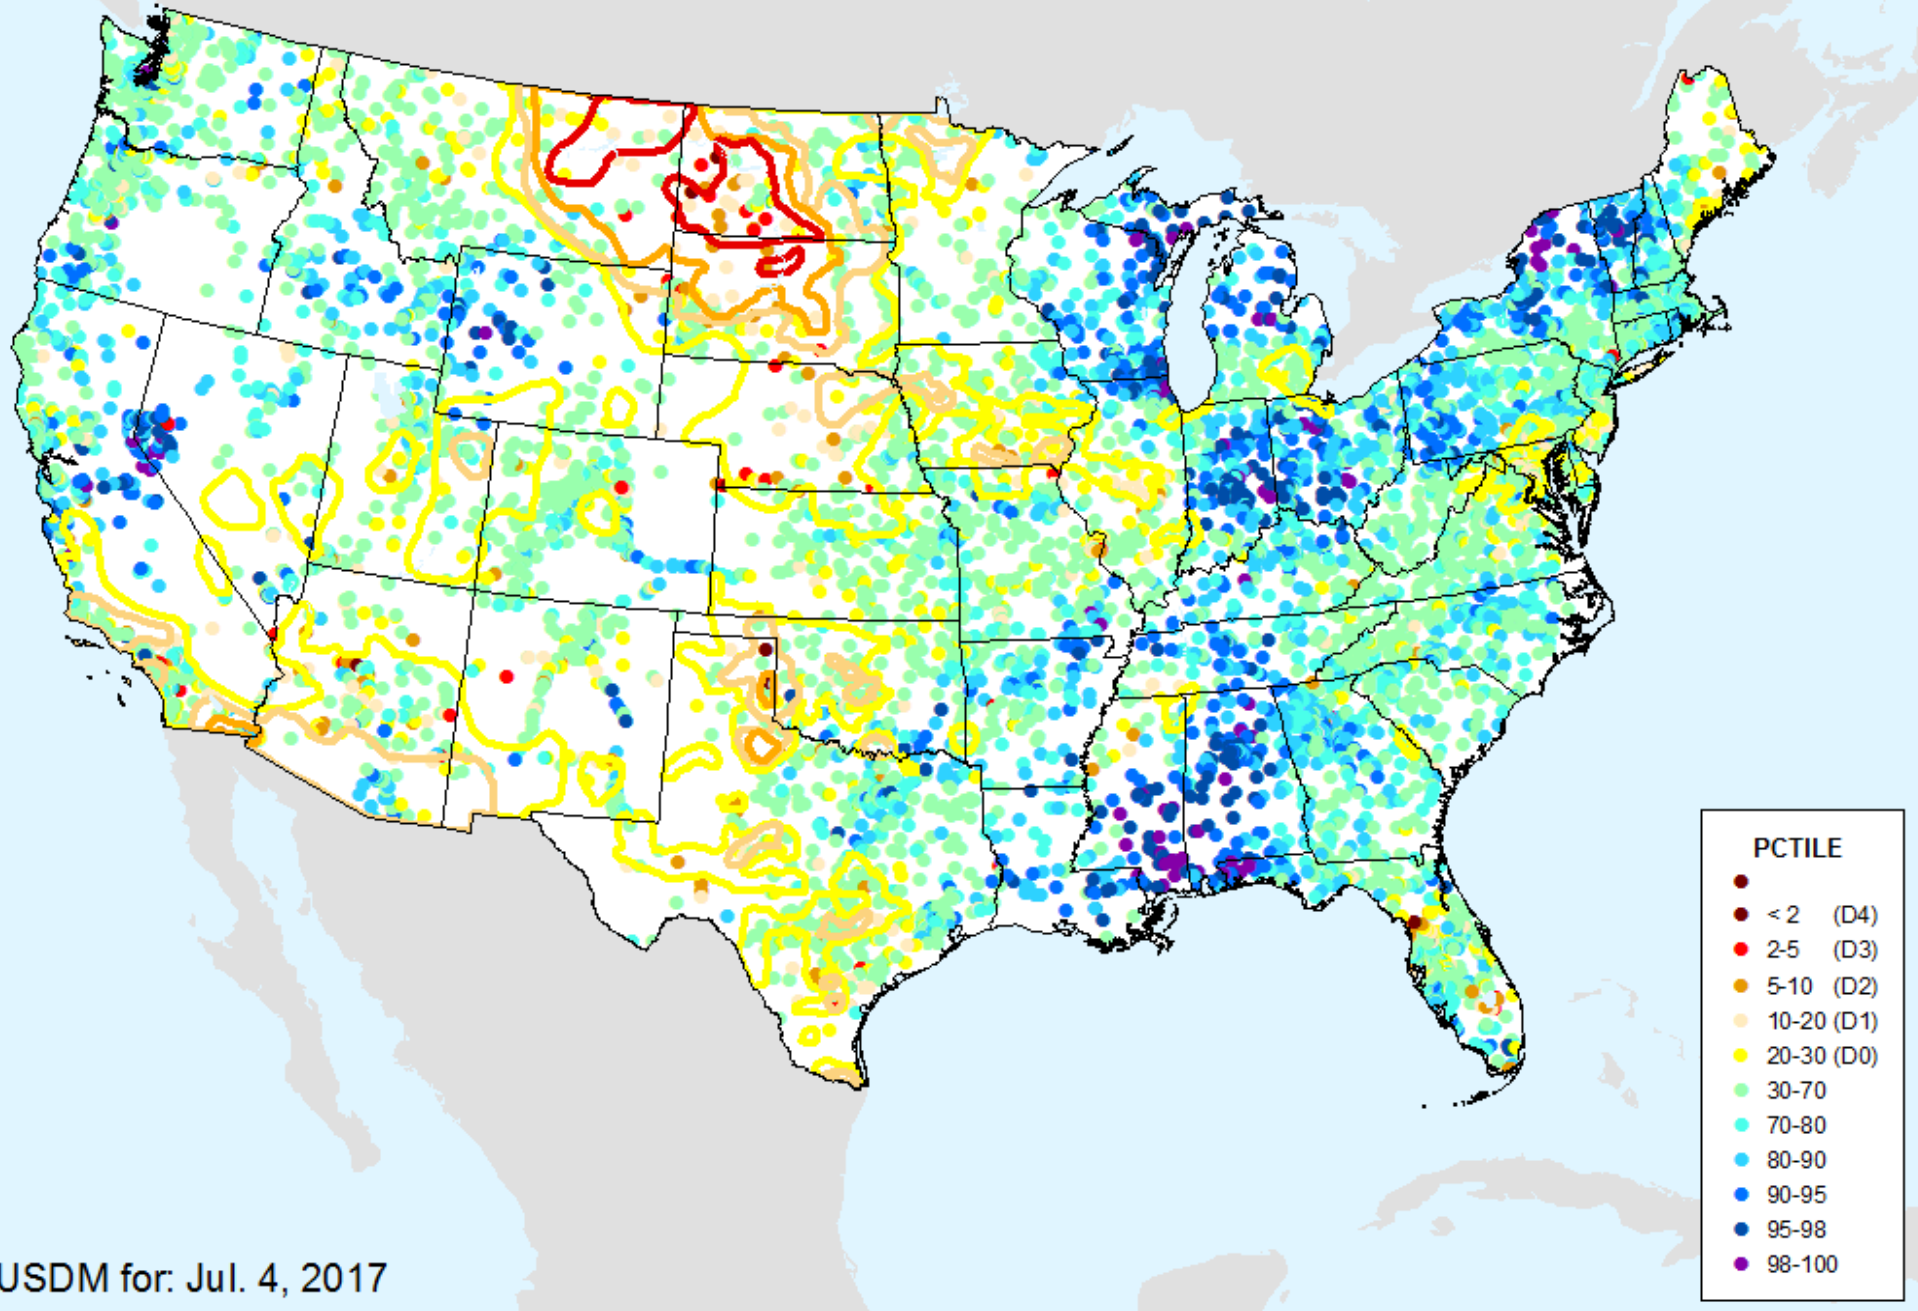 PCTILE
< 2 (D4)
2-5 (D3)
5-10 (D2)
10-20 (D1)
20-30 (D0)
30-70
70-80
80-90
90-95
95-98
98-100
USDM for: Jul. 4, 2017